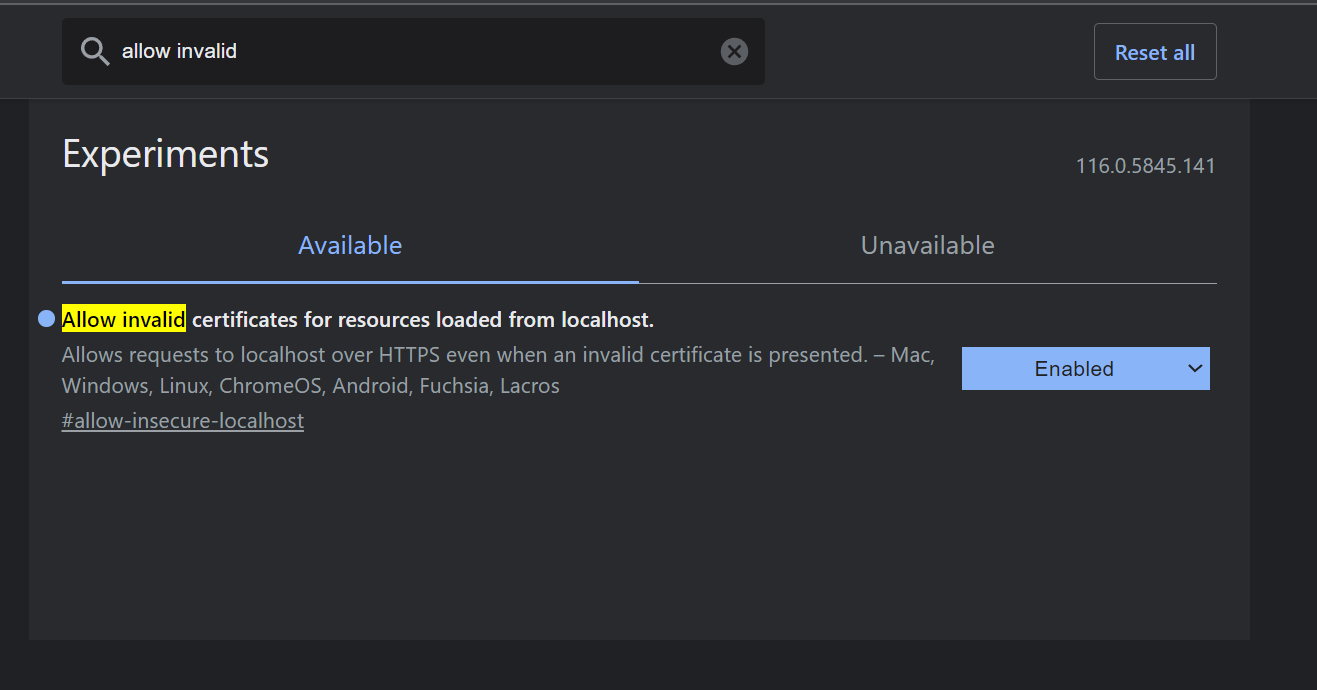 allow invalid
Reset all
Experiments
116.0.5845.141
Available
Unavailable
Allow invalid certificates for resources loaded from localhost.
Allows requests to localhost over HTTPS even when an invalid certificate is presented. – Mac,
Windows, Linux, ChromeOS, Android, Fuchsia, Lacros
Enabled
#allow-insecure-localhost